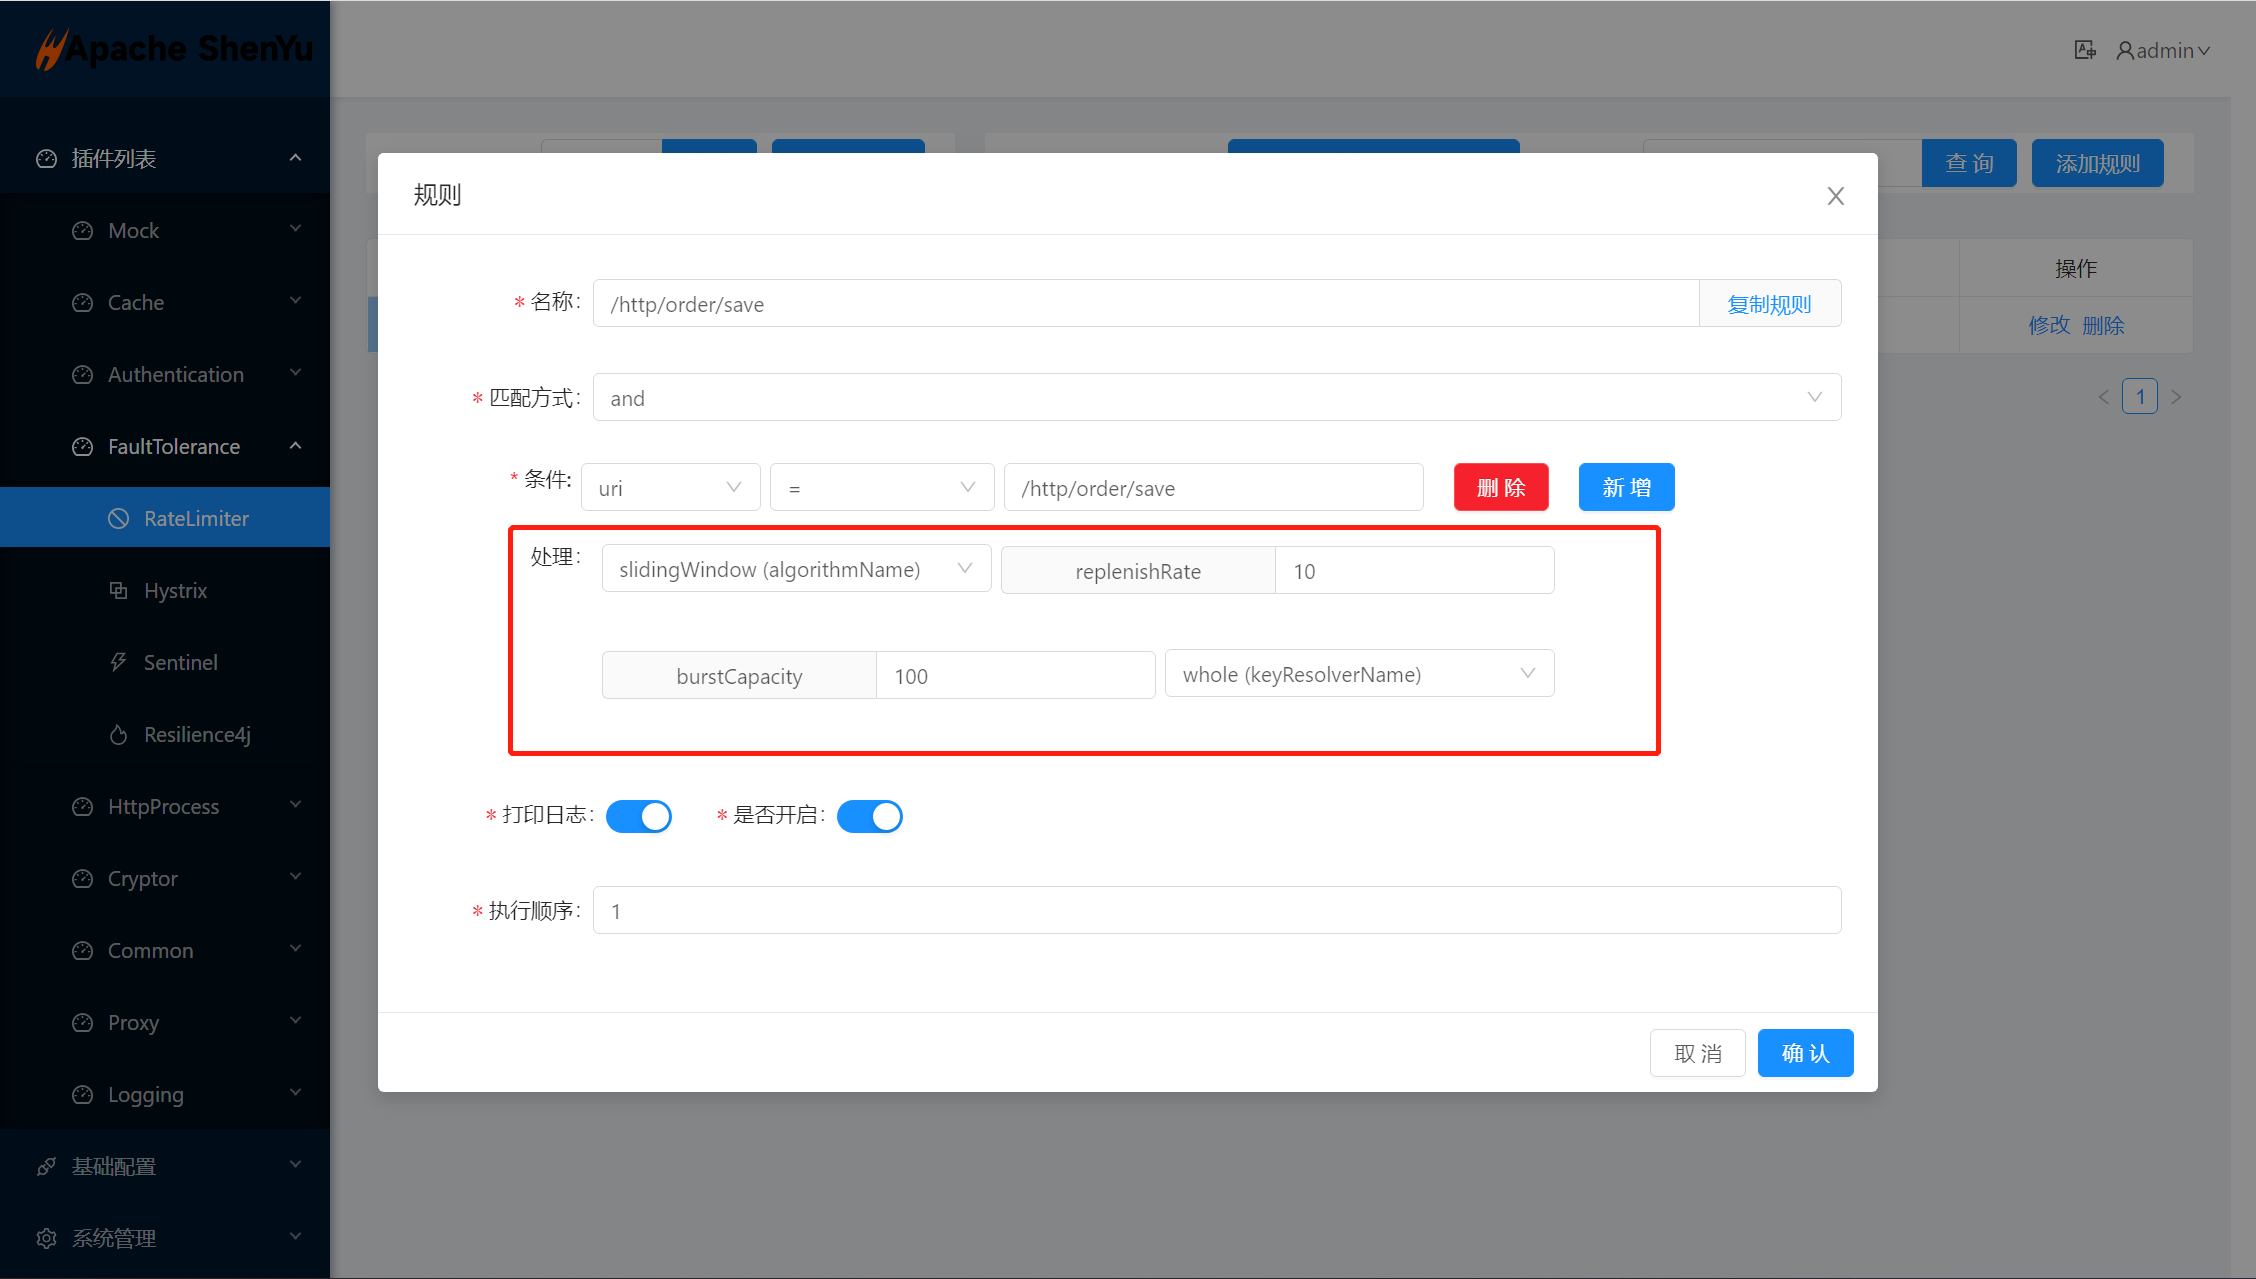 Apache ShenYu
admin
插件列表
Mock
Cache
Authentication
FaultTolerance
RateLimiter
Hystrix
Sentinel
Resilience4j
HttpProcess
Cryptor
Common
Proxy
Logging
基础配置
系统管理
查 询
添加规则
操作
修改 删除
1
规则
* 名称: /http/order/save 复制规则
* 匹配方式: and
* 条件: uri = /http/order/save 删 除 新 增
处理: slidingWindow (algorithmName) replenishRate 10
burstCapacity 100 whole (keyResolverName)
* 打印日志: * 是否开启:
* 执行顺序: 1
取 消 确 认